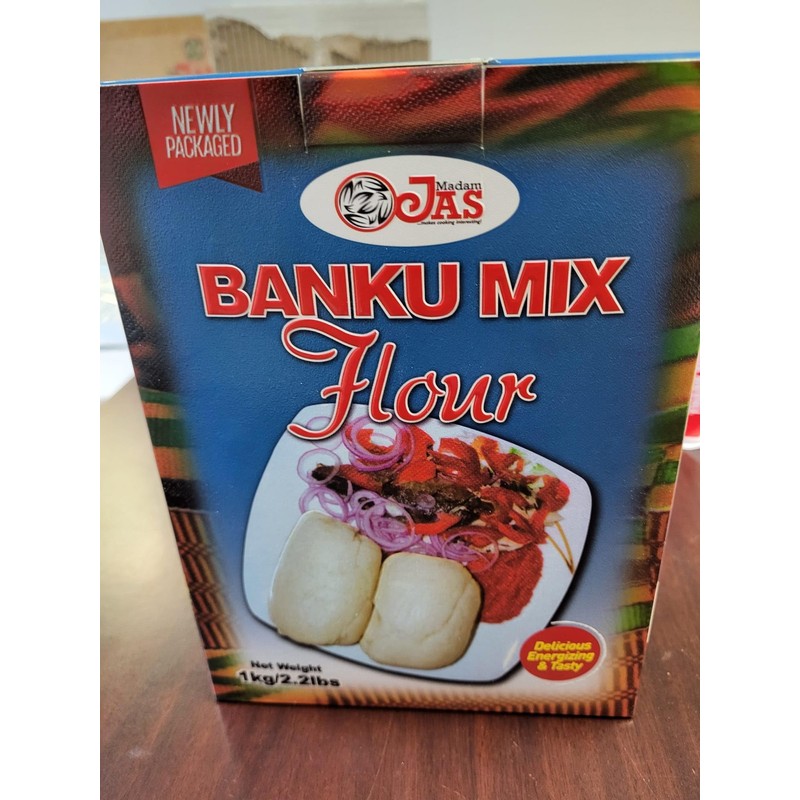 NEWLY
PACKAGED
Madam
JAS
...makes cooking interesting!
BANKU MIX
Flour
Net Weight
1kg/2.2lbs
Delicious
Energizing
& Tasty